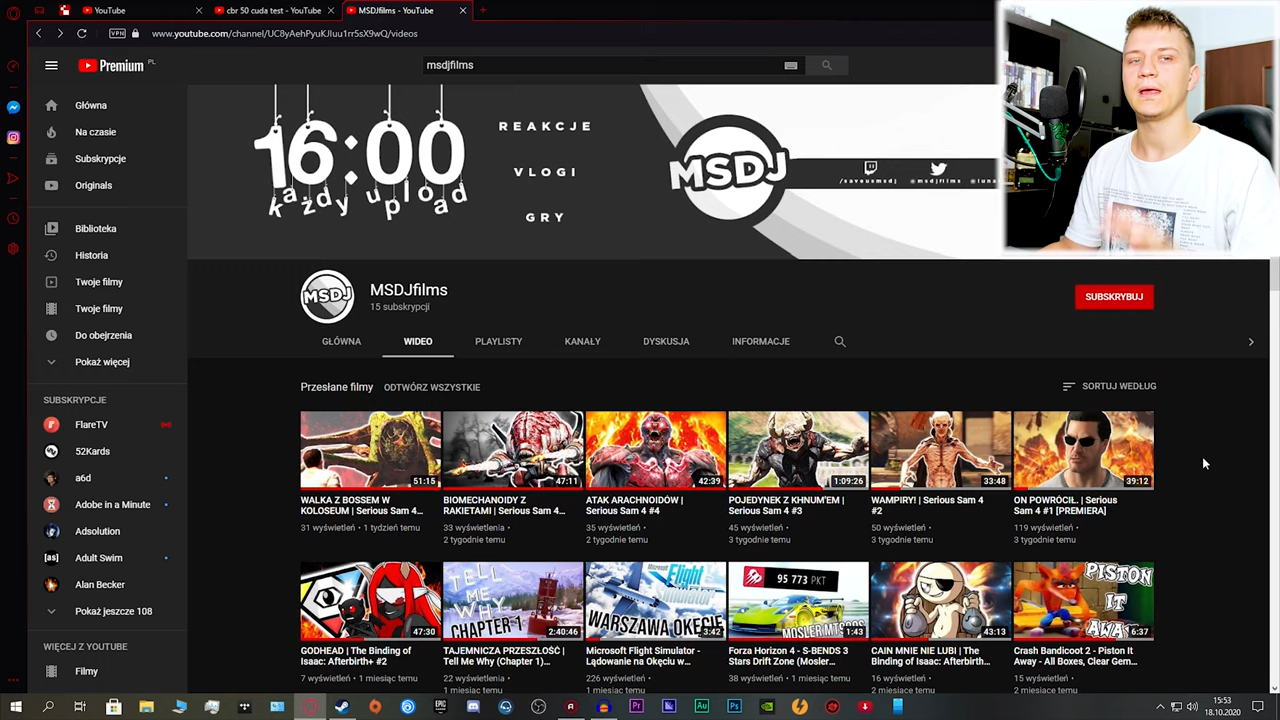 YouTube
cbr 50 cuda test - YouTube
MSDJfilms - YouTube
VPN
www.youtube.com/channel/UC8yAehPyuKJIuu1rr5sX9wQ/videos
Premium PL
msdjfilms
Główna
Na czasie
Subskrypcje
Originals
Biblioteka
Historia
Twoje filmy
Twoje filmy
Do obejrzenia
Pokaż więcej
SUBSKRYPCJE
FlareTV
52Kards
a6d
Adobe in a Minute
Adsolution
Adult Swim
Alan Becker
Pokaż jeszcze 108
WIĘCEJ Z YOUTUBE
Filmy
16:00
każdy upload
REAKCJE
VLOGI
GRY
MSDJ
/saveusmsdj
@msdjfilms
MSDJ
MSDJfilms
15 subskrypcji
SUBSKRYBUJ
GŁÓWNA
WIDEO
PLAYLISTY
KANAŁY
DYSKUSJA
INFORMACJE
Przesłane filmy
ODTWÓRZ WSZYSTKIE
SORTUJ WEDŁUG
51:15
WALKA Z BOSSEM W
KOLOSEUM | Serious Sam 4...
31 wyświetleń •
1 tydzień temu
47:11
BIOMECHANOIDY Z
RAKIETAMI | Serious Sam 4...
33 wyświetlenia •
2 tygodnie temu
42:39
ATAK ARACHNOIDÓW |
Serious Sam 4 #4
35 wyświetleń •
2 tygodnie temu
1:09:26
POJEDYNEK Z KHNUM'EM |
Serious Sam 4 #3
45 wyświetleń •
3 tygodnie temu
33:48
WAMPIRY! | Serious Sam 4
#2
50 wyświetleń •
3 tygodnie temu
39:12
ON POWRÓCIŁ. | Serious
Sam 4 #1 [PREMIERA]
119 wyświetleń •
3 tygodnie temu
47:30
GODHEAD | The Binding of
Isaac: Afterbirth+ #2
7 wyświetleń •
1 miesiąc temu
TELL
ME WHY
CHAPTER 1
2:40:46
TAJEMNICZA PRZESZŁOŚĆ |
Tell Me Why (Chapter 1)...
22 wyświetlenia •
1 miesiąc temu
Microsoft
Flight
Simulator
WARSZAWA OKĘCIE
3:42
Microsoft Flight Simulator -
Lądowanie na Okęciu w...
226 wyświetleń •
1 miesiąc temu
95 773 PKT
MOSLER MT900S
1:43
Forza Horizon 4 - S-BENDS 3
Stars Drift Zone (Mosler...
38 wyświetleń •
1 miesiąc temu
43:13
CAIN MNIE NIE LUBI | The
Binding of Isaac: Afterbirth...
16 wyświetleń •
2 miesiące temu
PISTON
IT
AWAY
6:37
Crash Bandicoot 2 - Piston It
Away - All Boxes, Clear Gem...
15 wyświetleń •
2 miesiące temu
15:53
18.10.2020